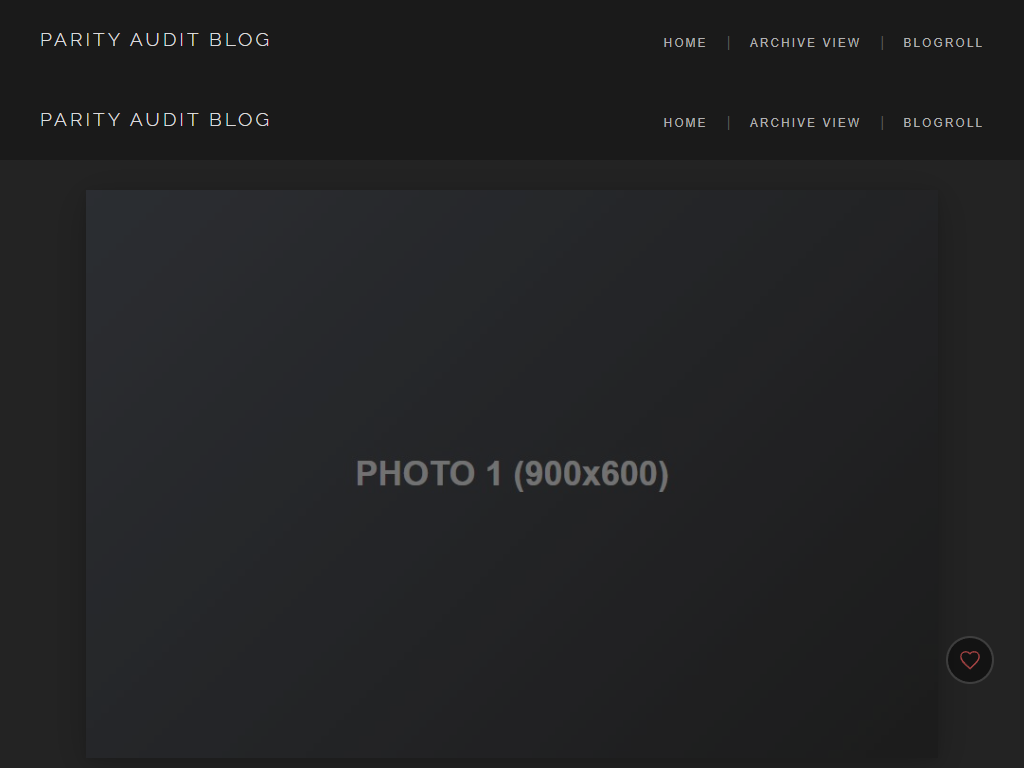 PARITY AUDIT BLOG
HOME | ARCHIVE VIEW | BLOGROLL
PARITY AUDIT BLOG
HOME | ARCHIVE VIEW | BLOGROLL
PHOTO 1 (900x600)